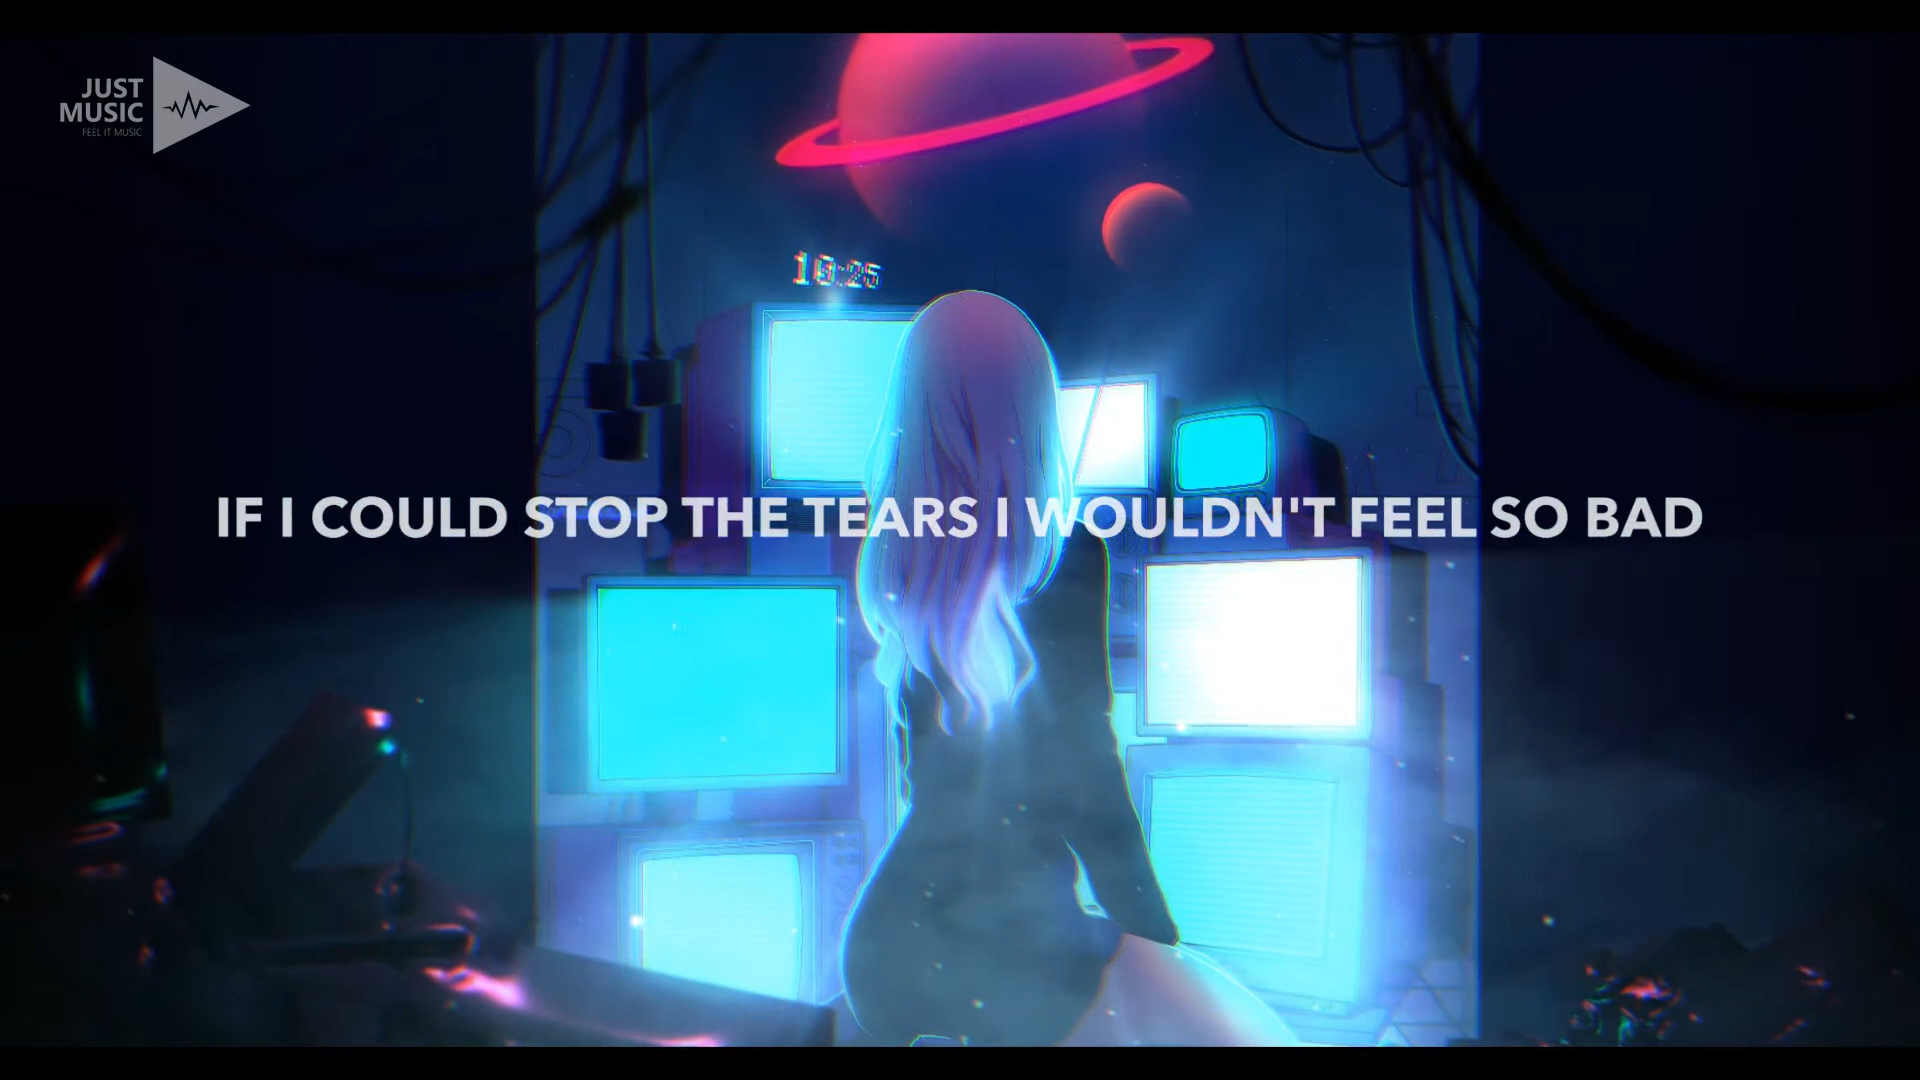 JUST
MUSIC
FEEL IT MUSIC
10:25
IF I COULD STOP THE TEARS I WOULDN'T FEEL SO BAD